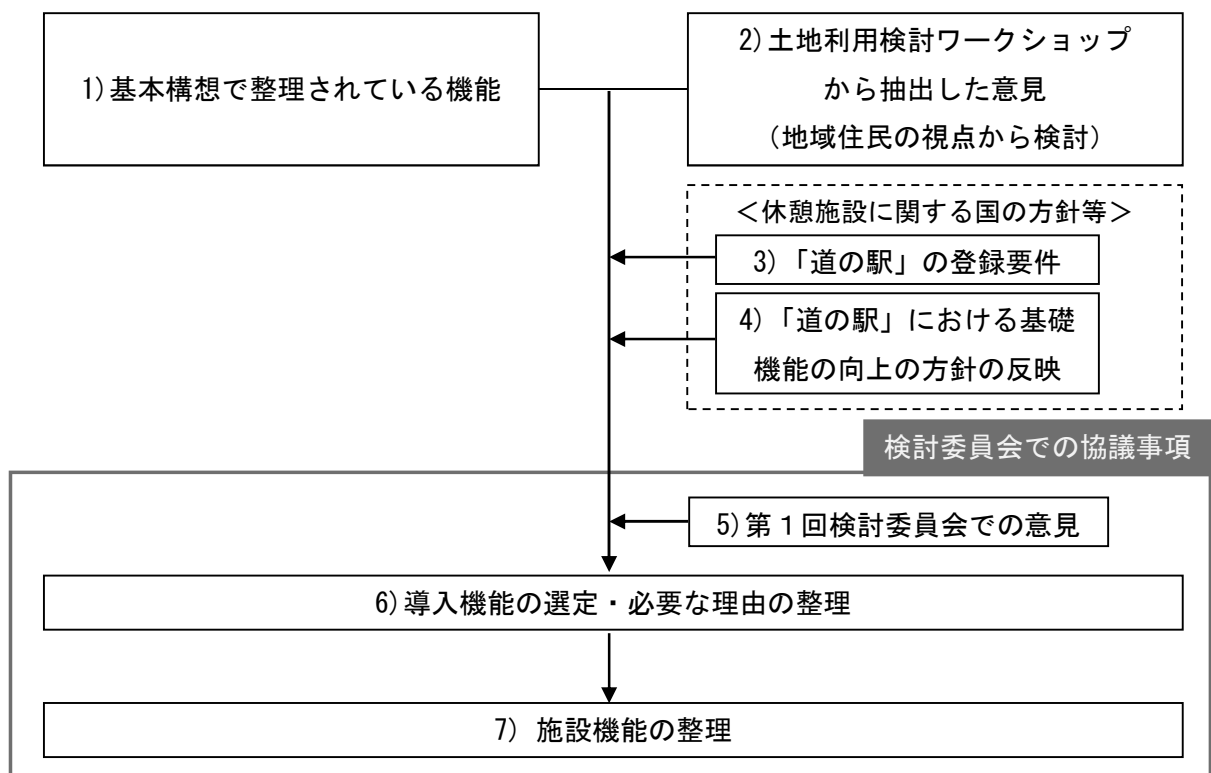 1)基本構想で整理されている機能
2)土地利用検討ワークショップ
から抽出した意見
（地域住民の視点から検討）
＜休憩施設に関する国の方針等＞
3)「道の駅」の登録要件
4)「道の駅」における基礎
機能の向上の方針の反映
検討委員会での協議事項
5)第１回検討委員会での意見
6)導入機能の選定・必要な理由の整理
7) 施設機能の整理